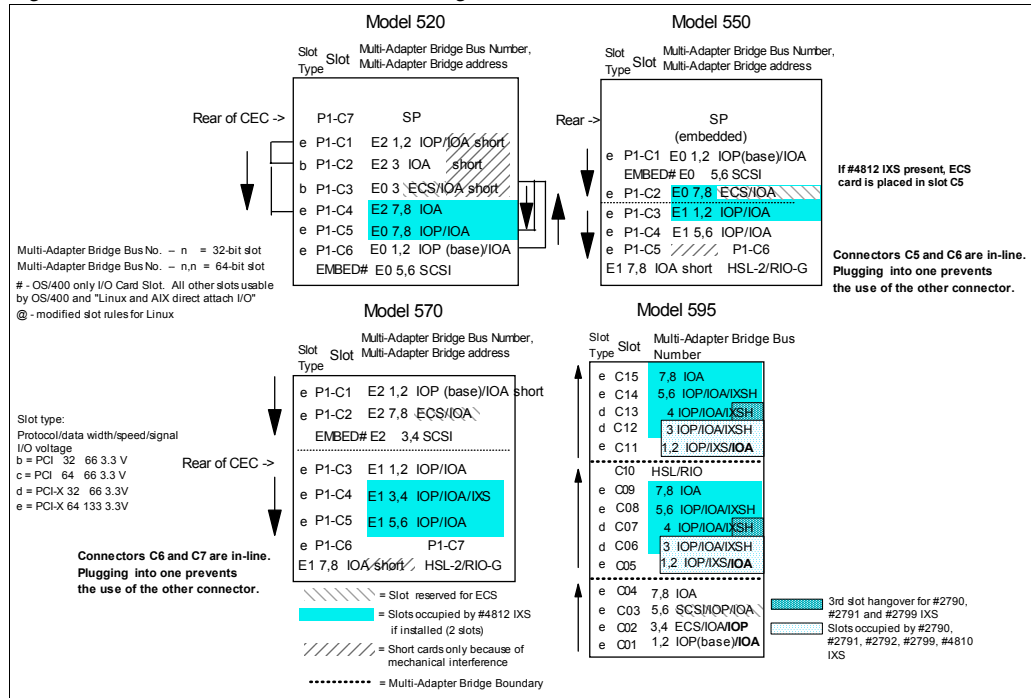 Model 520
Slot Type
Slot
Multi-Adapter Bridge Bus Number,
Multi-Adapter Bridge address
Rear of CEC ->
P1-C7 SP
e P1-C1 E2 1,2 IOP/IOA short
b P1-C2 E2 3 IOA short
b P1-C3 E0 3 ECS/IOA short
e P1-C4 E2 7,8 IOA
e P1-C5 E0 7,8 IOP/IOA
e P1-C6 E0 1,2 IOP (base)/IOA
EMBED# E0 5,6 SCSI
Model 550
Slot Type
Slot
Multi-Adapter Bridge Bus Number,
Multi-Adapter Bridge address
Rear ->
SP
(embedded)
e P1-C1 E0 1,2 IOP(base)/IOA
EMBED# E0 5,6 SCSI
e P1-C2 E0 7,8 ECS/IOA
e P1-C3 E1 1,2 IOP/IOA
e P1-C4 E1 5,6 IOP/IOA
e P1-C5 P1-C6
E1 7,8 IOA short HSL-2/RIO-G
If #4812 IXS present, ECS
card is placed in slot C5
Connectors C5 and C6 are in-line.
Plugging into one prevents
the use of the other connector.
Multi-Adapter Bridge Bus No. – n = 32-bit slot
Multi-Adapter Bridge Bus No. – n,n = 64-bit slot
# - OS/400 only I/O Card Slot. All other slots usable
by OS/400 and "Linux and AIX direct attach I/O"
@ - modified slot rules for Linux
Model 570
Slot Type
Slot
Multi-Adapter Bridge Bus Number,
Multi-Adapter Bridge address
e P1-C1 E2 1,2 IOP (base)/IOA short
e P1-C2 E2 7,8 ECS/IOA
EMBED# E2 3,4 SCSI
Rear of CEC ->
e P1-C3 E1 1,2 IOP/IOA
e P1-C4 E1 3,4 IOP/IOA/IXS
e P1-C5 E1 5,6 IOP/IOA
e P1-C6 P1-C7
E1 7,8 IOA short HSL-2/RIO-G
Slot type:
Protocol/data width/speed/signal
I/O voltage
b = PCI 32 66 3.3 V
c = PCI 64 66 3.3 V
d = PCI-X 32 66 3.3V
e = PCI-X 64 133 3.3V
Connectors C6 and C7 are in-line.
Plugging into one prevents
the use of the other connector.
Model 595
Slot Type
Slot
Multi-Adapter Bridge Bus
Number
e C15 7,8 IOA
e C14 5,6 IOP/IOA/IXSH
d C13 4 IOP/IOA/IXSH
d C12 3 IOP/IOA/IXSH
e C11 1,2 IOP/IXS/IOA
C10 HSL/RIO
e C09 7,8 IOA
e C08 5,6 IOP/IOA/IXSH
d C07 4 IOP/IOA/IXSH
d C06 3 IOP/IOA/IXSH
e C05 1,2 IOP/IXS/IOA
e C04 7,8 IOA
e C03 5,6 SCSI/IOP/IOA
e C02 3,4 ECS/IOA/IOP
e C01 1,2 IOP(base)/IOA
= Slot reserved for ECS
= Slots occupied by #4812 IXS
if installed (2 slots)
= Short cards only because of
mechanical interference
= Multi-Adapter Bridge Boundary
3rd slot hangover for #2790,
#2791 and #2799 IXS
Slots occupied by #2790,
#2791, #2792, #2799, #4810
IXS